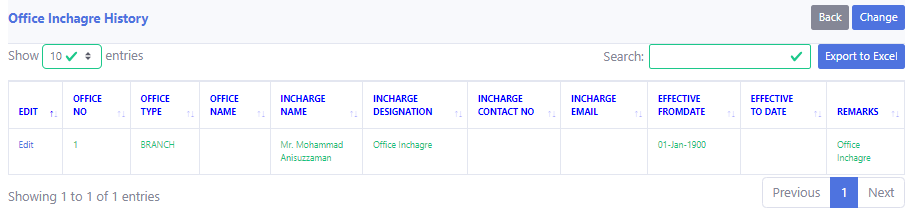 Office Inchagre History
Back Change
Show 10 entries
Search:
Export to Excel
EDIT OFFICE NO OFFICE TYPE OFFICE NAME INCHARGE NAME INCHARGE DESIGNATION INCHARGE CONTACT NO INCHARGE EMAIL EFFECTIVE FROMDATE EFFECTIVE TO DATE REMARKS
Edit 1 BRANCH Mr. Mohammad Anisuzzaman Office Inchagre 01-Jan-1900 Office Inchagre
Showing 1 to 1 of 1 entries
Previous 1 Next